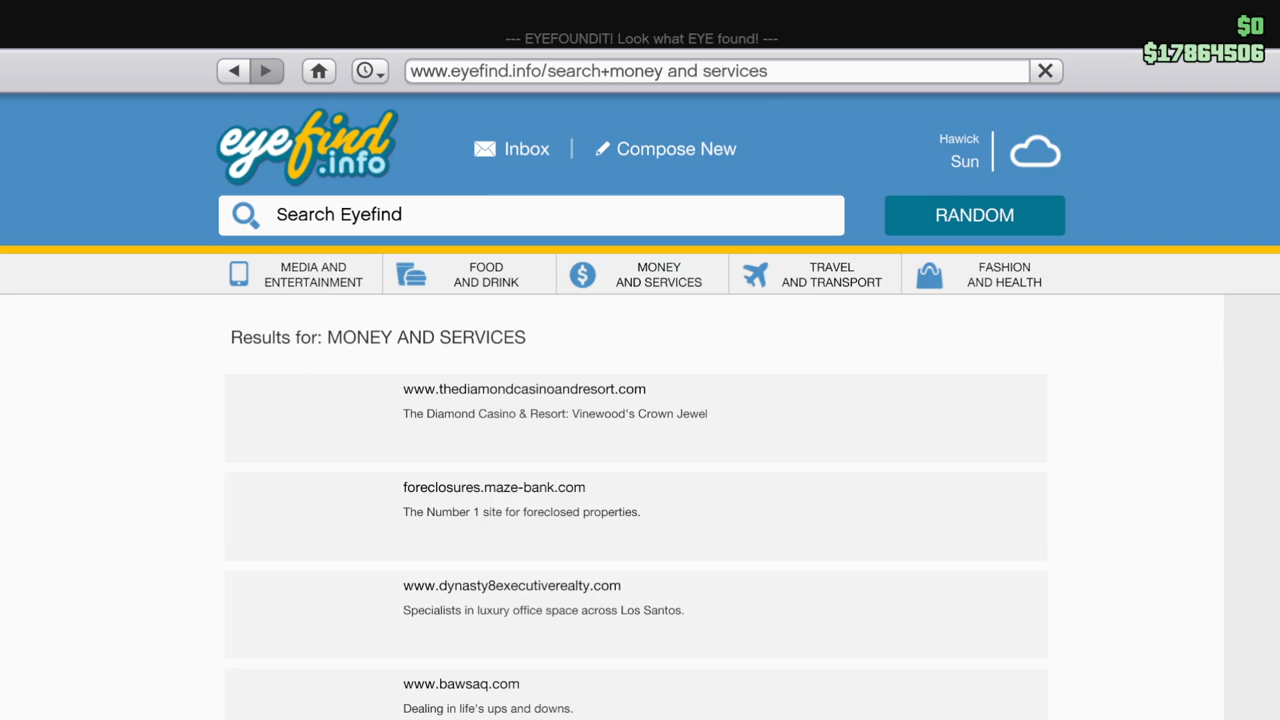 $0
--- EYEFOUNDIT! Look what EYE found! ---
$17864506
www.eyefind.info/search+money and services
eyefind
.info
Inbox
Compose New
Hawick
Sun
Search Eyefind
RANDOM
MEDIA AND
ENTERTAINMENT
FOOD
AND DRINK
MONEY
AND SERVICES
TRAVEL
AND TRANSPORT
FASHION
AND HEALTH
Results for: MONEY AND SERVICES
www.thediamondcasinoandresort.com
The Diamond Casino & Resort: Vinewood's Crown Jewel
foreclosures.maze-bank.com
The Number 1 site for foreclosed properties.
www.dynasty8executiverealty.com
Specialists in luxury office space across Los Santos.
www.bawsaq.com
Dealing in life's ups and downs.